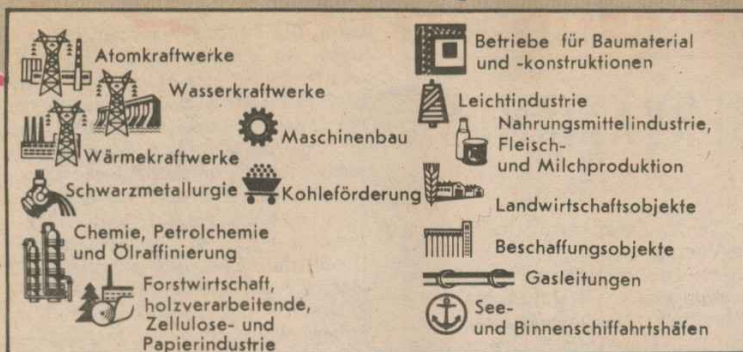 Atomkraftwerke
Wasserkraftwerke
Maschinenbau
Wärmekraftwerke
Schwarzmetallurgie
Kohleförderung
Chemie, Petrolchemie
und Ölraffinierung
Forstwirtschaft,
holzverarbeitende,
Zellulose- und
Papierindustrie
Betriebe für Baumaterial
und -konstruktionen
Leichtindustrie
Nahrungsmittelindustrie,
Fleisch-
und Milchproduktion
Landwirtschaftsobjekte
Beschaffungsobjekte
Gasleitungen
See-
und Binnenschiffahrtshäfen